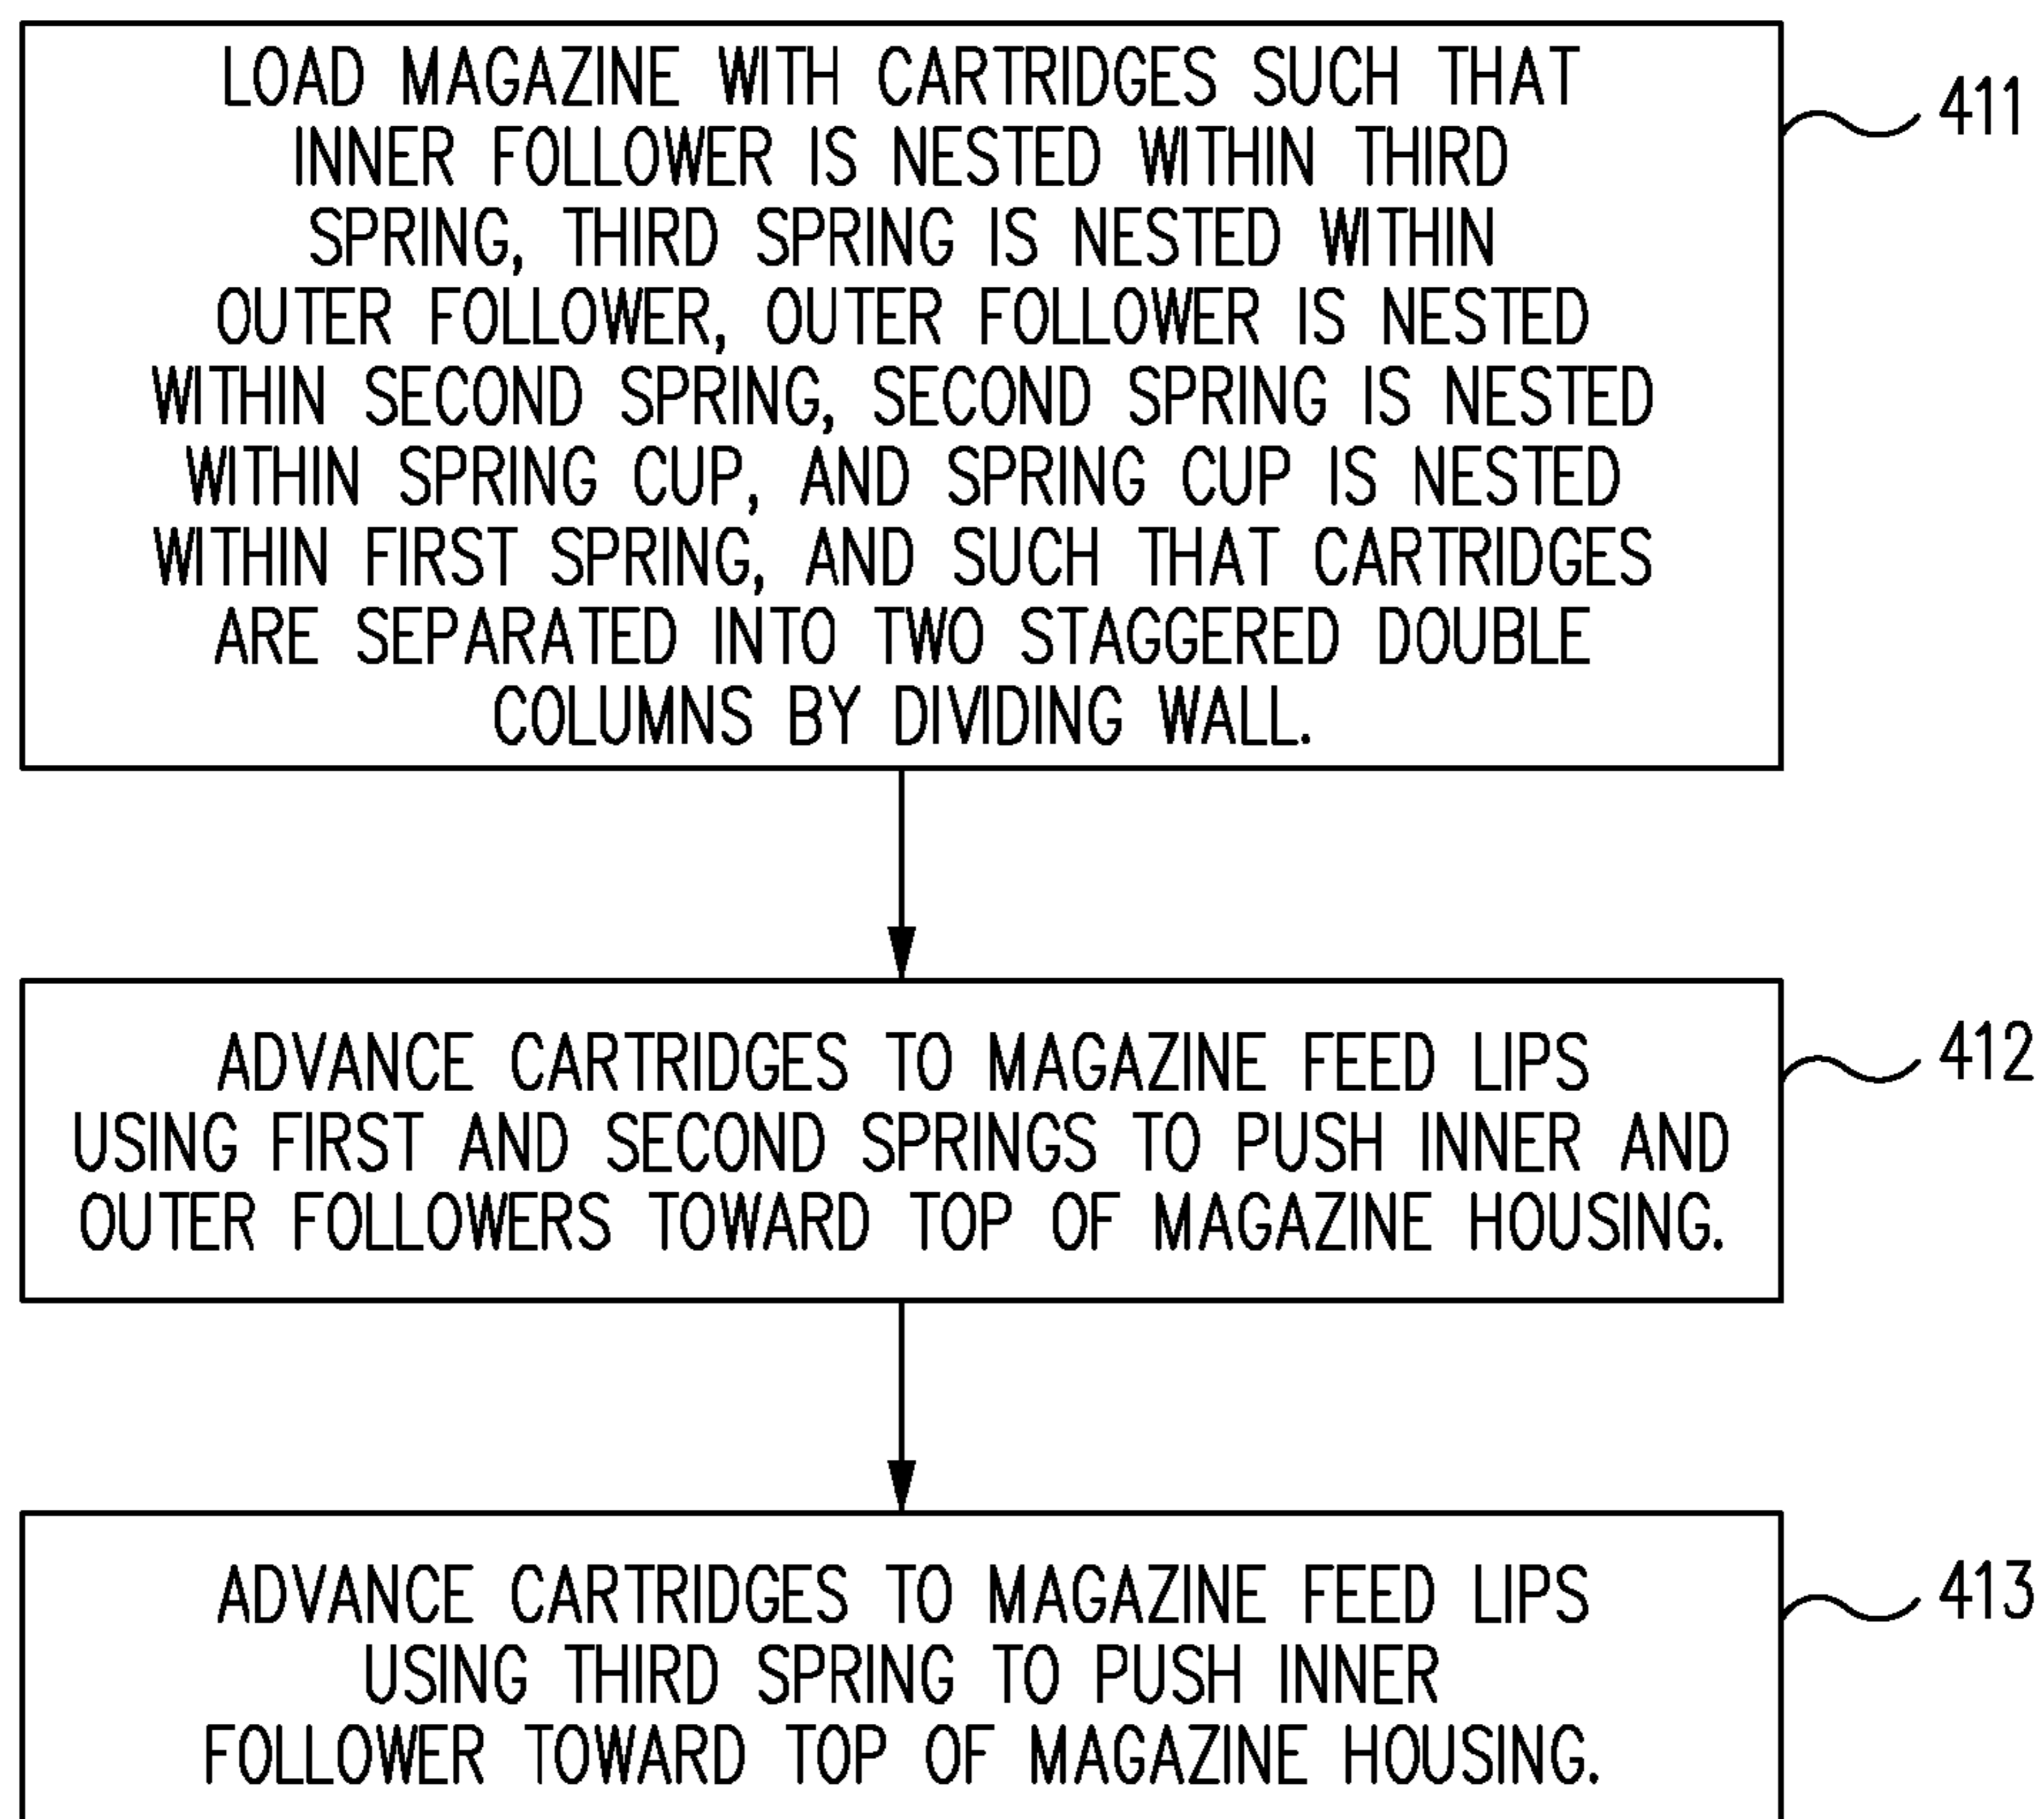 LOAD MAGAZINE WITH CARTRIDGES SUCH THAT
INNER FOLLOWER IS NESTED WITHIN THIRD
SPRING, THIRD SPRING IS NESTED WITHIN
OUTER FOLLOWER, OUTER FOLLOWER IS NESTED
WITHIN SECOND SPRING, SECOND SPRING IS NESTED
WITHIN SPRING CUP, AND SPRING CUP IS NESTED
WITHIN FIRST SPRING, AND SUCH THAT CARTRIDGES
ARE SEPARATED INTO TWO STAGGERED DOUBLE
COLUMNS BY DIVIDING WALL.
411
ADVANCE CARTRIDGES TO MAGAZINE FEED LIPS
USING FIRST AND SECOND SPRINGS TO PUSH INNER AND
OUTER FOLLOWERS TOWARD TOP OF MAGAZINE HOUSING.
412
ADVANCE CARTRIDGES TO MAGAZINE FEED LIPS
USING THIRD SPRING TO PUSH INNER
FOLLOWER TOWARD TOP OF MAGAZINE HOUSING.
413